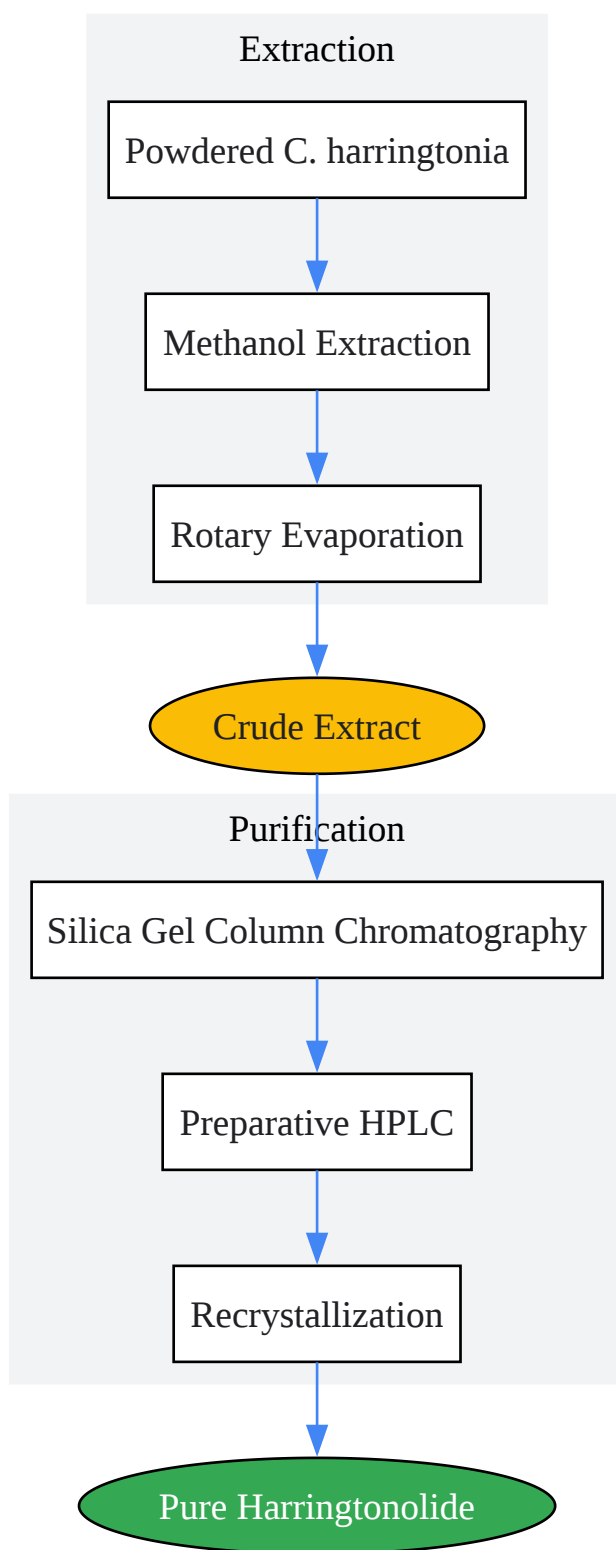 Extraction
Powdered C. harringtonia
Methanol Extraction
Rotary Evaporation
Crude Extract
Purification
Silica Gel Column Chromatography
Preparative HPLC
Recrystallization
Pure Harringtonolide